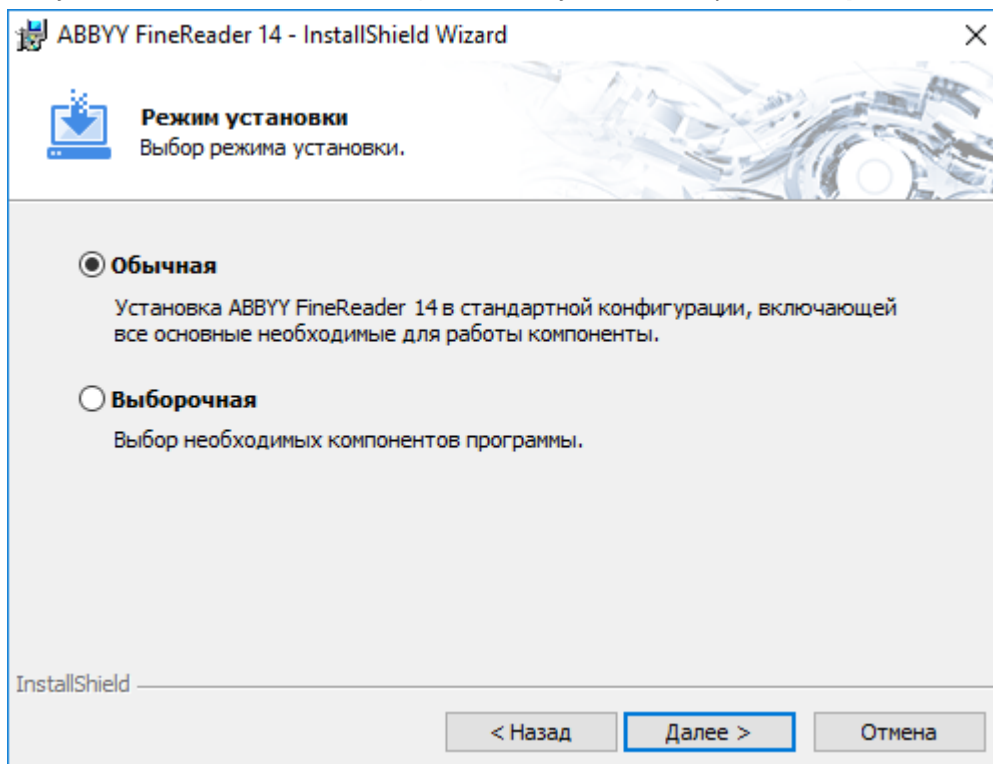 ABBYY FineReader 14 - InstallShield Wizard
Режим установки
Выбор режима установки.
Обычная
Установка ABBYY FineReader 14 в стандартной конфигурации, включающей
все основные необходимые для работы компоненты.
Выборочная
Выбор необходимых компонентов программы.
InstallShield
< Назад Далее > Отмена